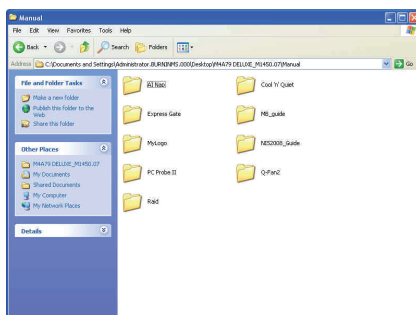 Manual
File Edit View Favorites Tools Help
Back Search Folders
Address C:\Documents and Settings\Administrator.BURNINMS.000\Desktop\M4A79 DELUXE_M1450.07\Manual Go
File and Folder Tasks
Make a new folder
Publish this folder to the Web
Share this folder
Other Places
M4A79 DELUXE_M1450.07
My Documents
Shared Documents
My Computer
My Network Places
Details
AI Nap Cool 'n' Quiet
Express Gate MB_guide
MyLogo NIS2008_Guide
PC Probe II Q-Fan2
Raid